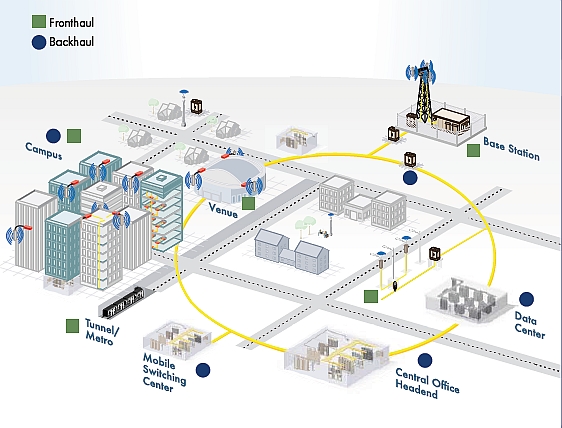 Fronthaul
Backhaul
Campus
Base Station
Venue
Tunnel/
Metro
Mobile
Switching
Center
Central Office
Headend
Data
Center